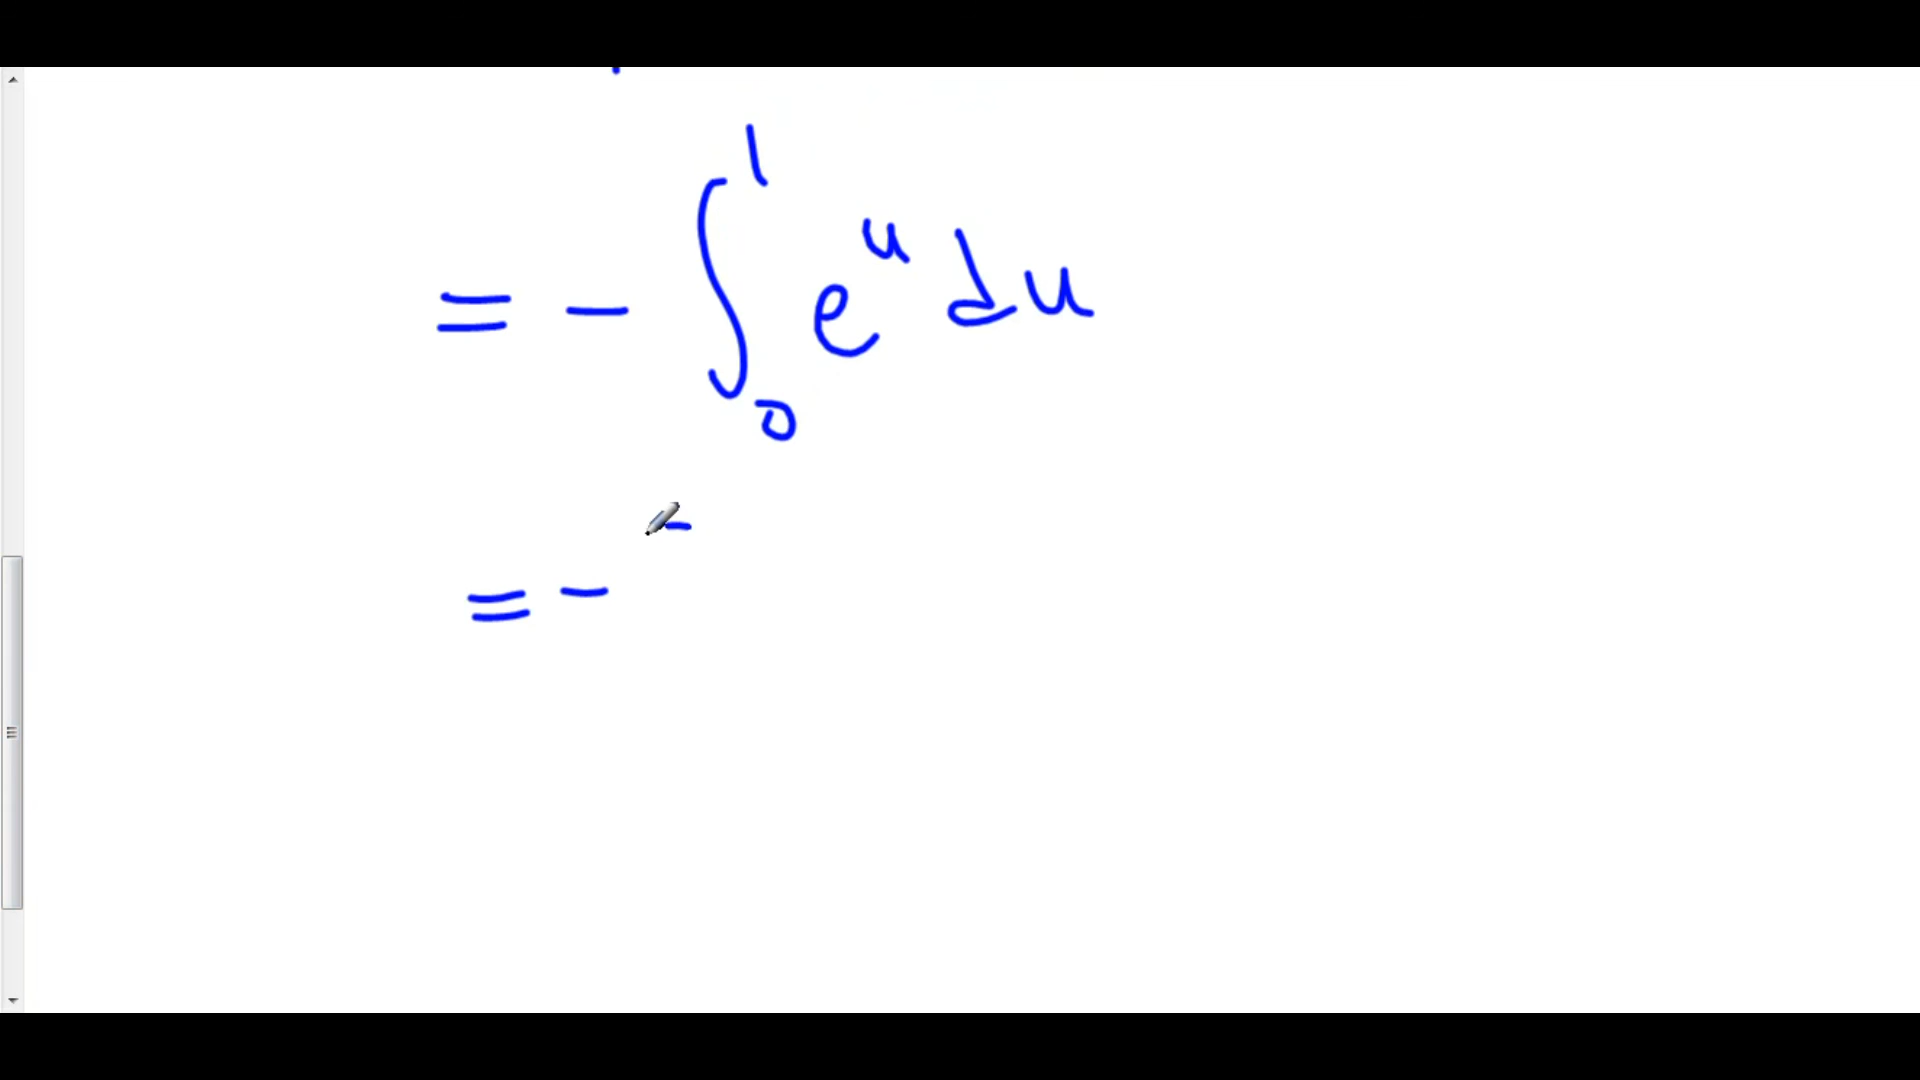 = - ∫₀¹ eᵘ du
= -